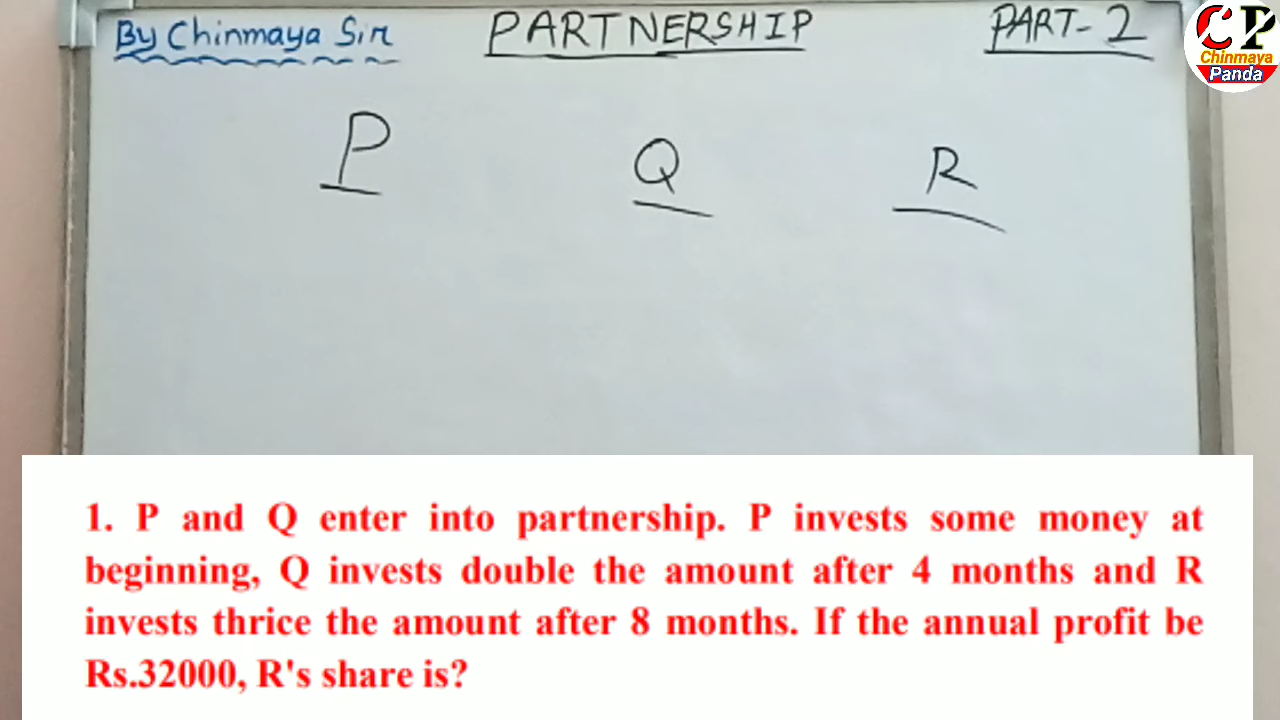 By Chinmaya Sir
PARTNERSHIP
PART-2
CP
Chinmaya
Panda
P
Q
R
1. P and Q enter into partnership. P invests some money at
beginning, Q invests double the amount after 4 months and R
invests thrice the amount after 8 months. If the annual profit be
Rs.32000, R's share is?